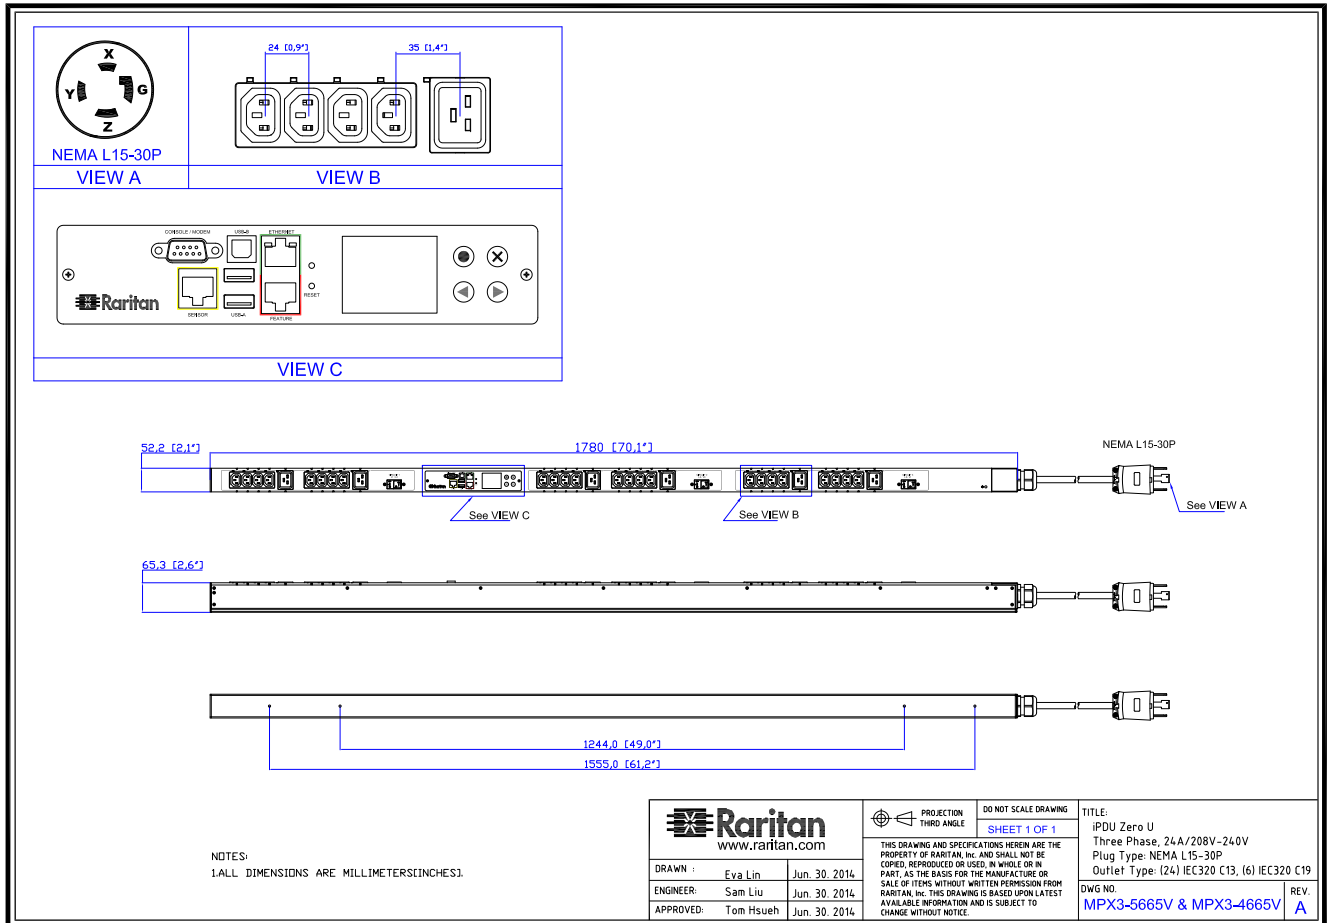 X
Y
G
Z
NEMA L15-30P
VIEW A
24 [0,9"]
35 [1,4"]
VIEW B
CONSOLE / MODEM
USB-B
ETHERNET
RESET
Raritan
SENSOR
USB-A
FEATURE
VIEW C
52,2 [2,1"]
1780 [70,1"]
NEMA L15-30P
See VIEW C
See VIEW B
See VIEW A
65,3 [2,6"]
1244,0 [49,0"]
1555,0 [61,2"]
NOTES:
1.ALL DIMENSIONS ARE MILLIMETERS[INCHES].
Raritan
www.raritan.com
DRAWN :
Eva Lin
Jun. 30. 2014
ENGINEER:
Sam Liu
Jun. 30. 2014
APPROVED:
Tom Hsueh
Jun. 30. 2014
PROJECTION
THIRD ANGLE
DO NOT SCALE DRAWING
SHEET 1 OF 1
THIS DRAWING AND SPECIFICATIONS HEREIN ARE THE
PROPERTY OF RARITAN, Inc. AND SHALL NOT BE
COPIED, REPRODUCED OR USED, IN WHOLE OR IN
PART, AS THE BASIS FOR THE MANUFACTURE OR
SALE OF ITEMS WITHOUT WRITTEN PERMISSION FROM
RARITAN, Inc. THIS DRAWING IS BASED UPON LATEST
AVAILABLE INFORMATION AND IS SUBJECT TO
CHANGE WITHOUT NOTICE.
TITLE:
iPDU Zero U
Three Phase, 24A/208V-240V
Plug Type: NEMA L15-30P
Outlet Type: (24) IEC320 C13, (6) IEC320 C19
DWG NO.
MPX3-5665V & MPX3-4665V
REV.
A